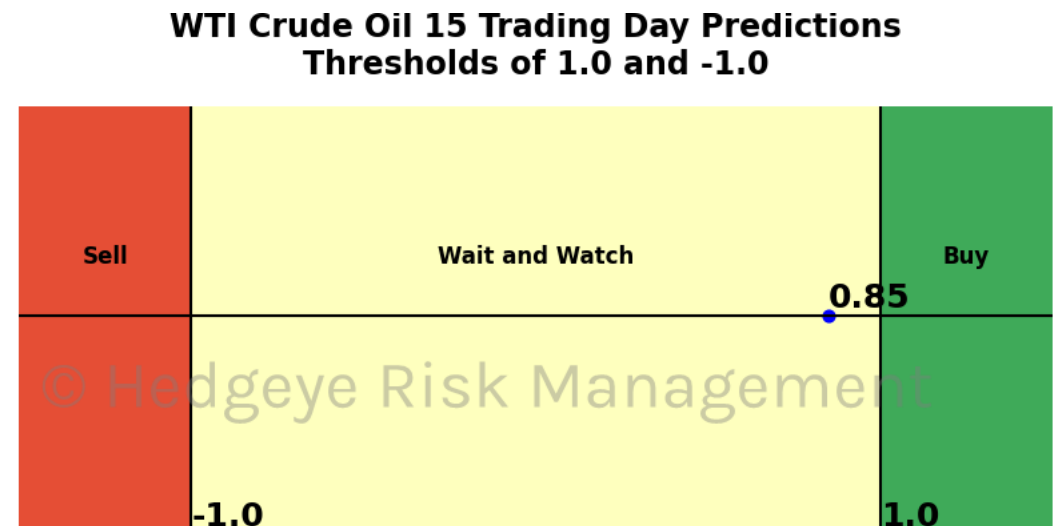 WTI Crude Oil 15 Trading Day Predictions
Thresholds of 1.0 and -1.0
Sell
Wait and Watch
Buy
0.85
© Hedgeye Risk Management
-1.0
1.0